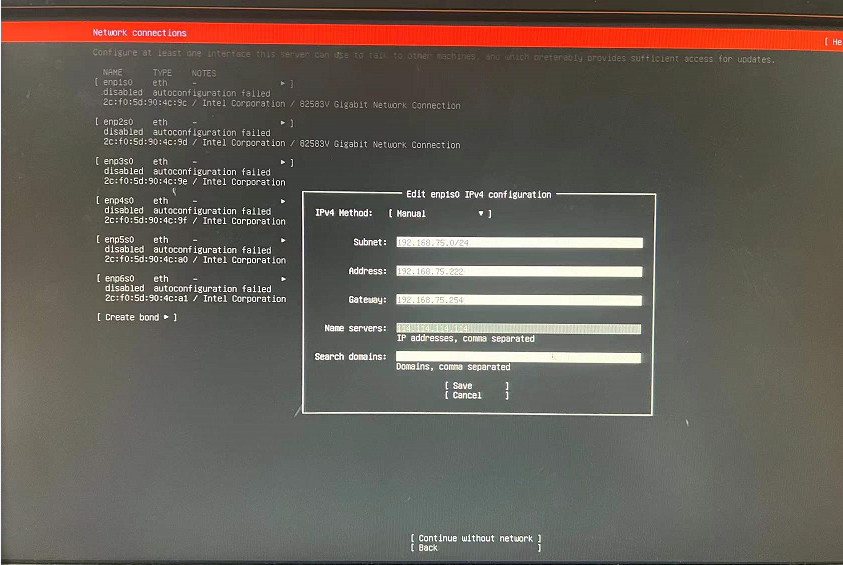 Network connections
[ He
Configure at least one interface this server can use to talk to other machines, and which preferably provides sufficient access for updates.
NAME TYPE NOTES
[ enp1s0 eth - ▸ ]
disabled autoconfiguration failed
2c:f0:5d:90:4c:9c / Intel Corporation / 82583V Gigabit Network Connection
[ enp2s0 eth - ▸ ]
disabled autoconfiguration failed
2c:f0:5d:90:4c:9d / Intel Corporation / 82583V Gigabit Network Connection
[ enp3s0 eth - ▸ ]
disabled autoconfiguration failed
2c:f0:5d:90:4c:9e / Intel Corporation
[ enp4s0 eth - ▸
disabled autoconfiguration failed
2c:f0:5d:90:4c:9f / Intel Corporation
[ enp5s0 eth - ▸
disabled autoconfiguration failed
2c:f0:5d:90:4c:a0 / Intel Corporation
[ enp6s0 eth - ▸
disabled autoconfiguration failed
2c:f0:5d:90:4c:a1 / Intel Corporation
[ Create bond ▸ ]
Edit enp1s0 IPv4 configuration
IPv4 Method: [ Manual ▾ ]
Subnet: 192.168.75.0/24
Address: 192.168.75.222
Gateway: 192.168.75.254
Name servers: 114.114.114.114
IP addresses, comma separated
Search domains:
Domains, comma separated
[ Save ]
[ Cancel ]
[ Continue without network ]
[ Back ]